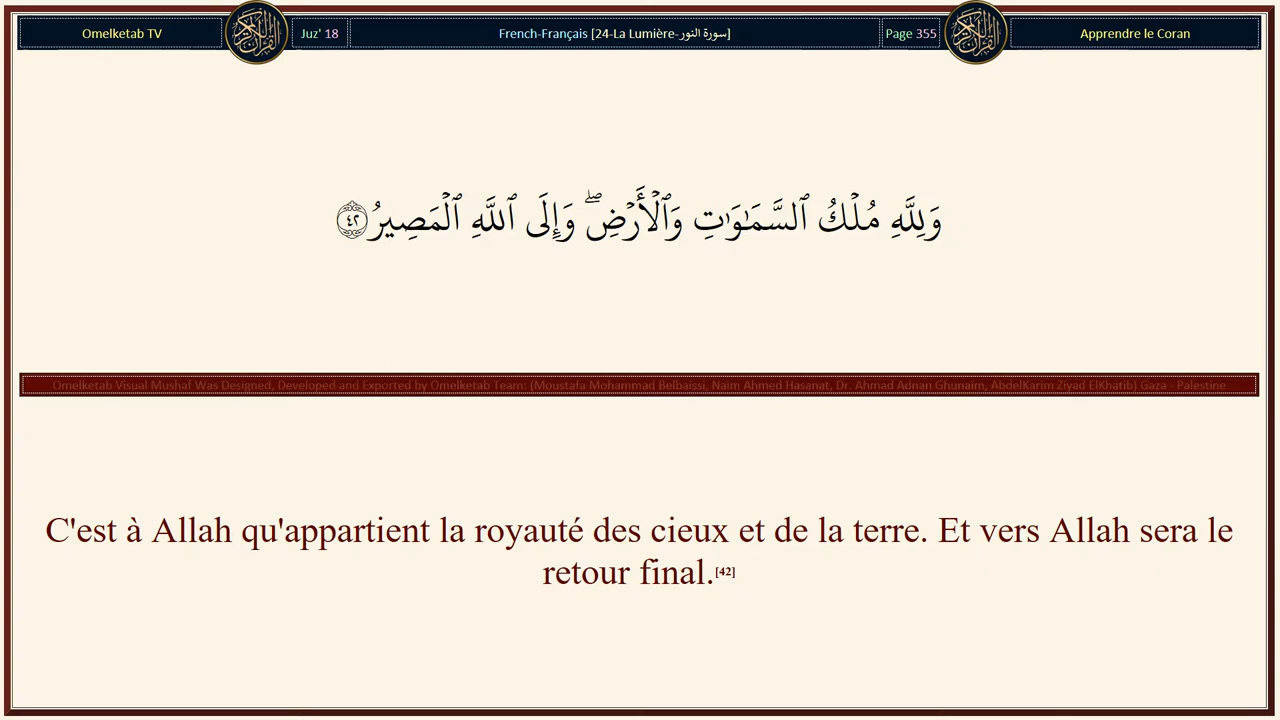 Omelketab TV
Juz' 18
French-Français [24-La Lumière-سورة النور]
Page 355
Apprendre le Coran
وَلِلَّهِ مُلْكُ ٱلسَّمَـٰوَٰتِ وَٱلْأَرْضِ ۖ وَإِلَى ٱللَّهِ ٱلْمَصِيرُ ٤٢
Omelketab Visual Mushaf Was Designed, Developed and Exported by Omelketab Team: (Moustafa Mohammad Belbaissi, Naim Ahmed Hasanat, Dr. Ahmad Adnan Ghunaim, AbdelKarim Ziyad ElKhatib) Gaza - Palestine
C'est à Allah qu'appartient la royauté des cieux et de la terre. Et vers Allah sera le
retour final.[42]